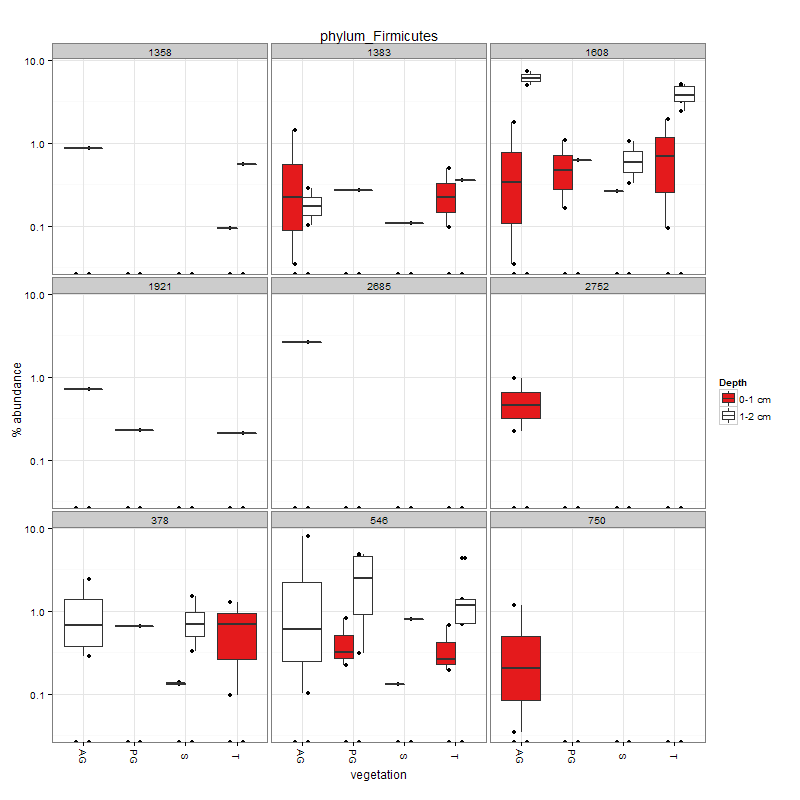 phylum_Firmicutes
1358 1383 1608
10.0
1.0
0.1
1921 2685 2752
10.0
1.0
0.1
% abundance
Depth
0-1 cm
1-2 cm
378 546 750
10.0
1.0
0.1
AG PG S T AG PG S T AG PG S T
vegetation